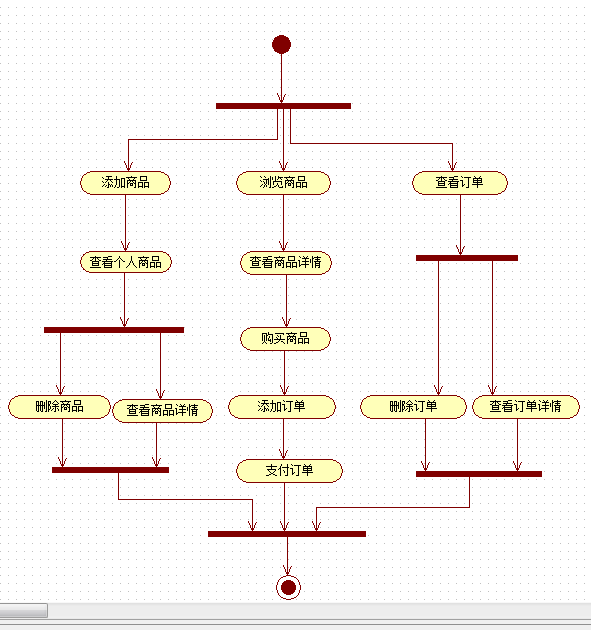 添加商品
浏览商品
查看订单
查看个人商品
查看商品详情
购买商品
删除商品
查看商品详情
添加订单
删除订单
查看订单详情
支付订单